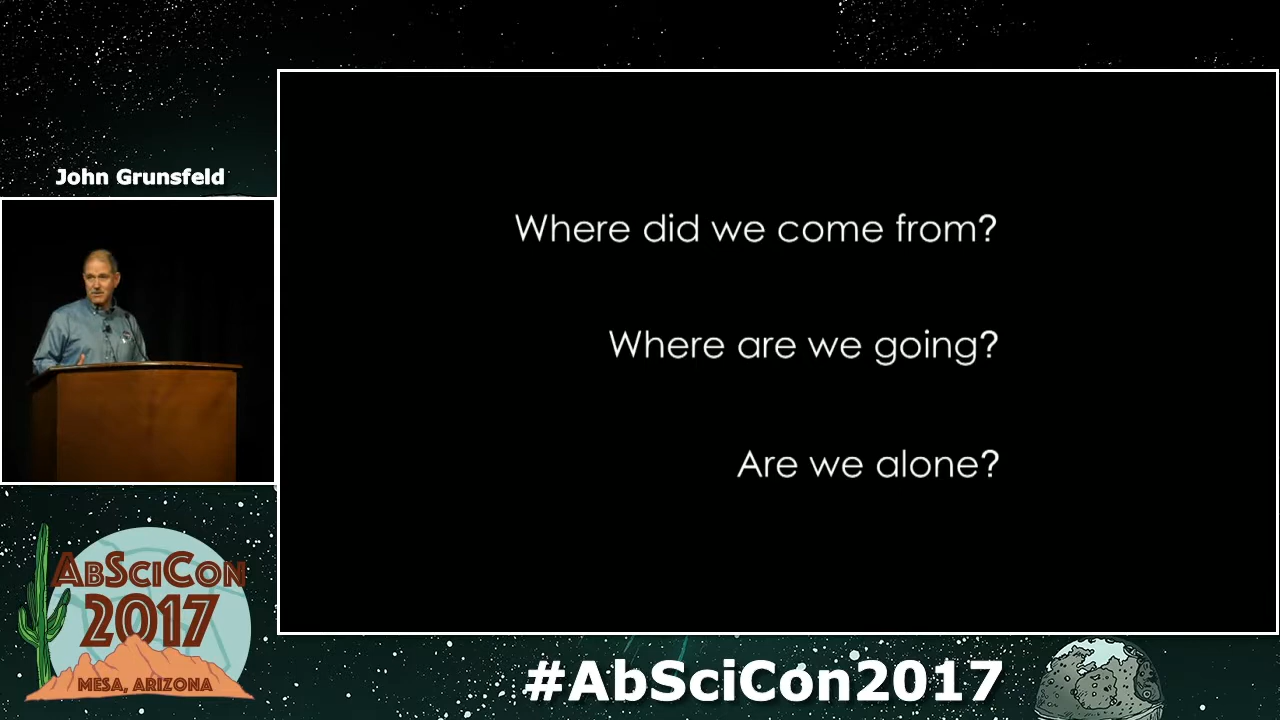 John Grunsfeld
Where did we come from?
Where are we going?
Are we alone?
AbSciCon
2017
MESA, ARIZONA
#AbSciCon2017